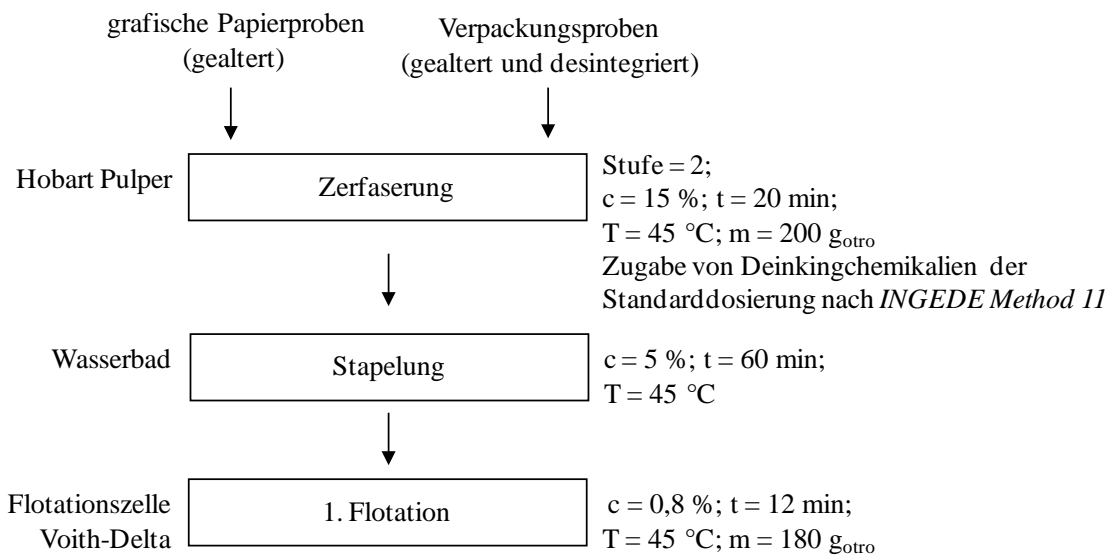 grafische Papierproben
(gealtert)
Verpackungsproben
(gealtert und desintegriert)
Hobart Pulper
Zerfaserung
Stufe = 2;
c = 15 %; t = 20 min;
T = 45 °C; m = 200 gotro
Zugabe von Deinkingchemikalien der
Standarddosierung nach INGEDE Method 11
Wasserbad
Stapelung
c = 5 %; t = 60 min;
T = 45 °C
Flotationszelle
Voith-Delta
1. Flotation
c = 0,8 %; t = 12 min;
T = 45 °C; m = 180 gotro